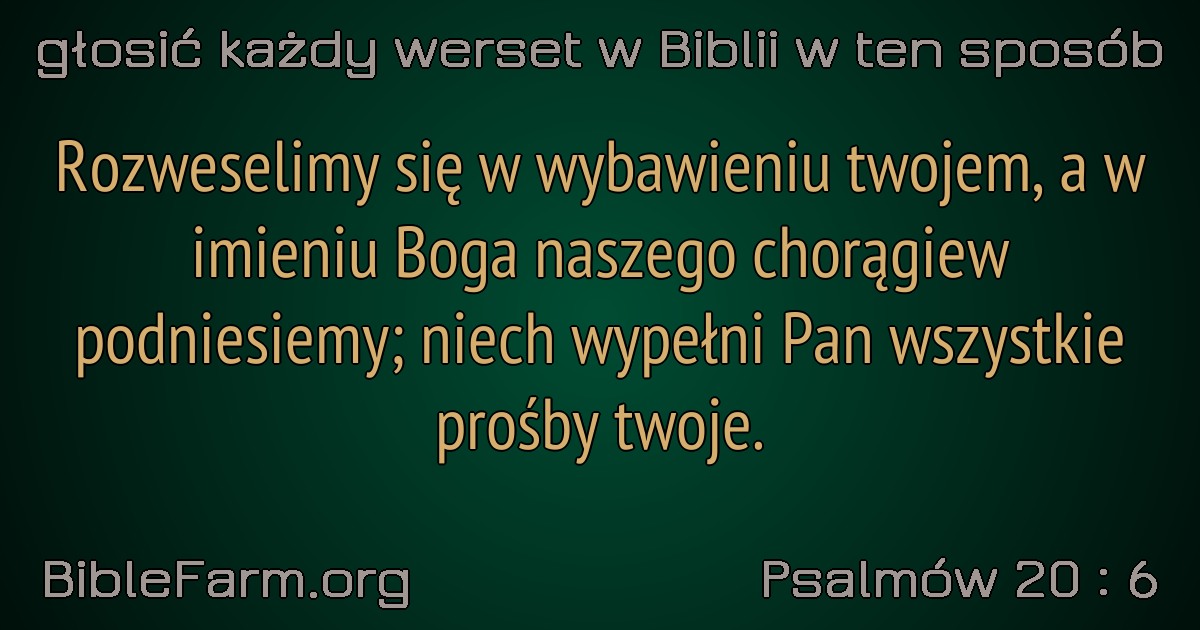 głosić każdy werset w Biblii w ten sposób
Rozweselimy się w wybawieniu twojem, a w
imieniu Boga naszego chorągiew
podniesiemy; niech wypełni Pan wszystkie
prośby twoje.
BibleFarm.org
Psalmów 20 : 6